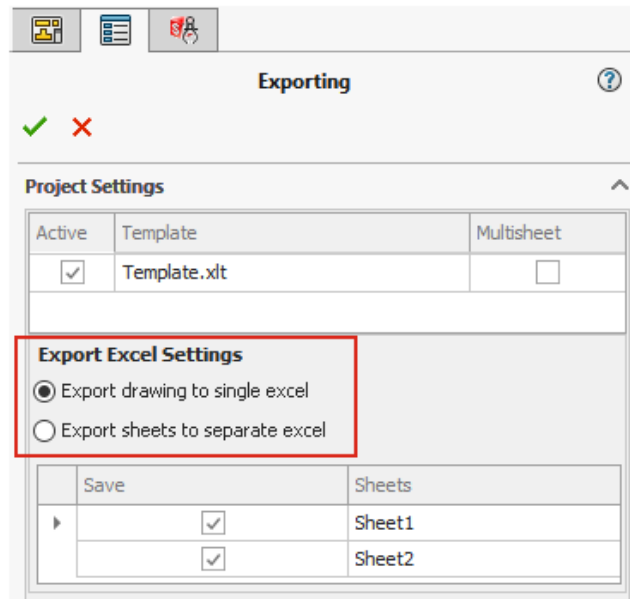 Exporting
?
Project Settings
Active Template Multisheet
Template.xlt
Export Excel Settings
Export drawing to single excel
Export sheets to separate excel
Save Sheets
Sheet1
Sheet2